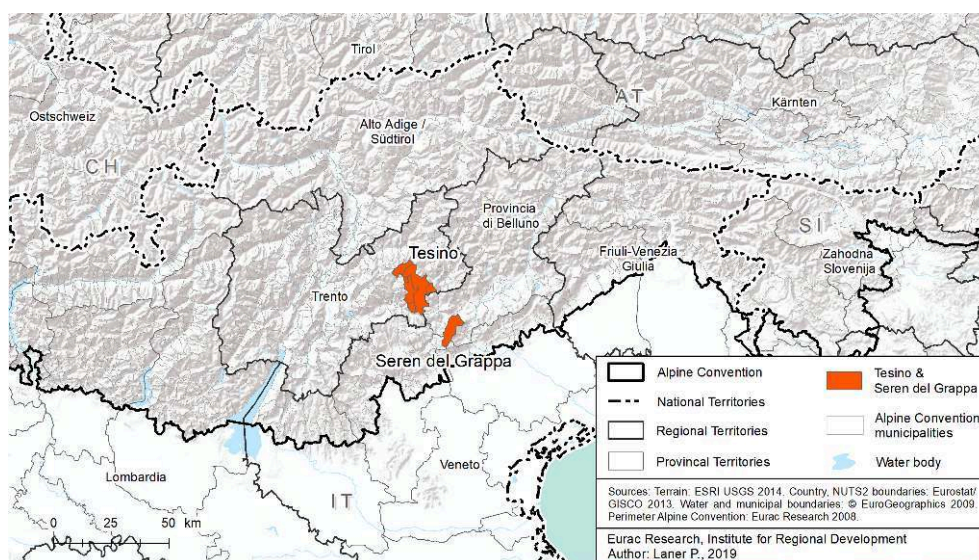 Tirol
Ostschweiz
AT
Kärnten
Alto Adige /
Südtirol
CH
Provincia
di Belluno
SI
Tesino
Friuli-Venezia
Giulia
Zahodna
Slovenija
Trento
Seren del Grappa
Lombardia
Veneto
IT
0 25 50 km
Alpine Convention
National Territories
Regional Territories
Provincal Territories
Tesino &
Seren del Grappa
Alpine Convention
municipalities
Water body
Sources: Terrain: ESRI USGS 2014. Country, NUTS2 boundaries: Eurostat/
GISCO 2013. Water and municipal boundaries: © EuroGeographics 2009.
Perimeter Alpine Convention: Eurac Research 2008.
Eurac Research, Institute for Regional Development
Author: Laner P., 2019